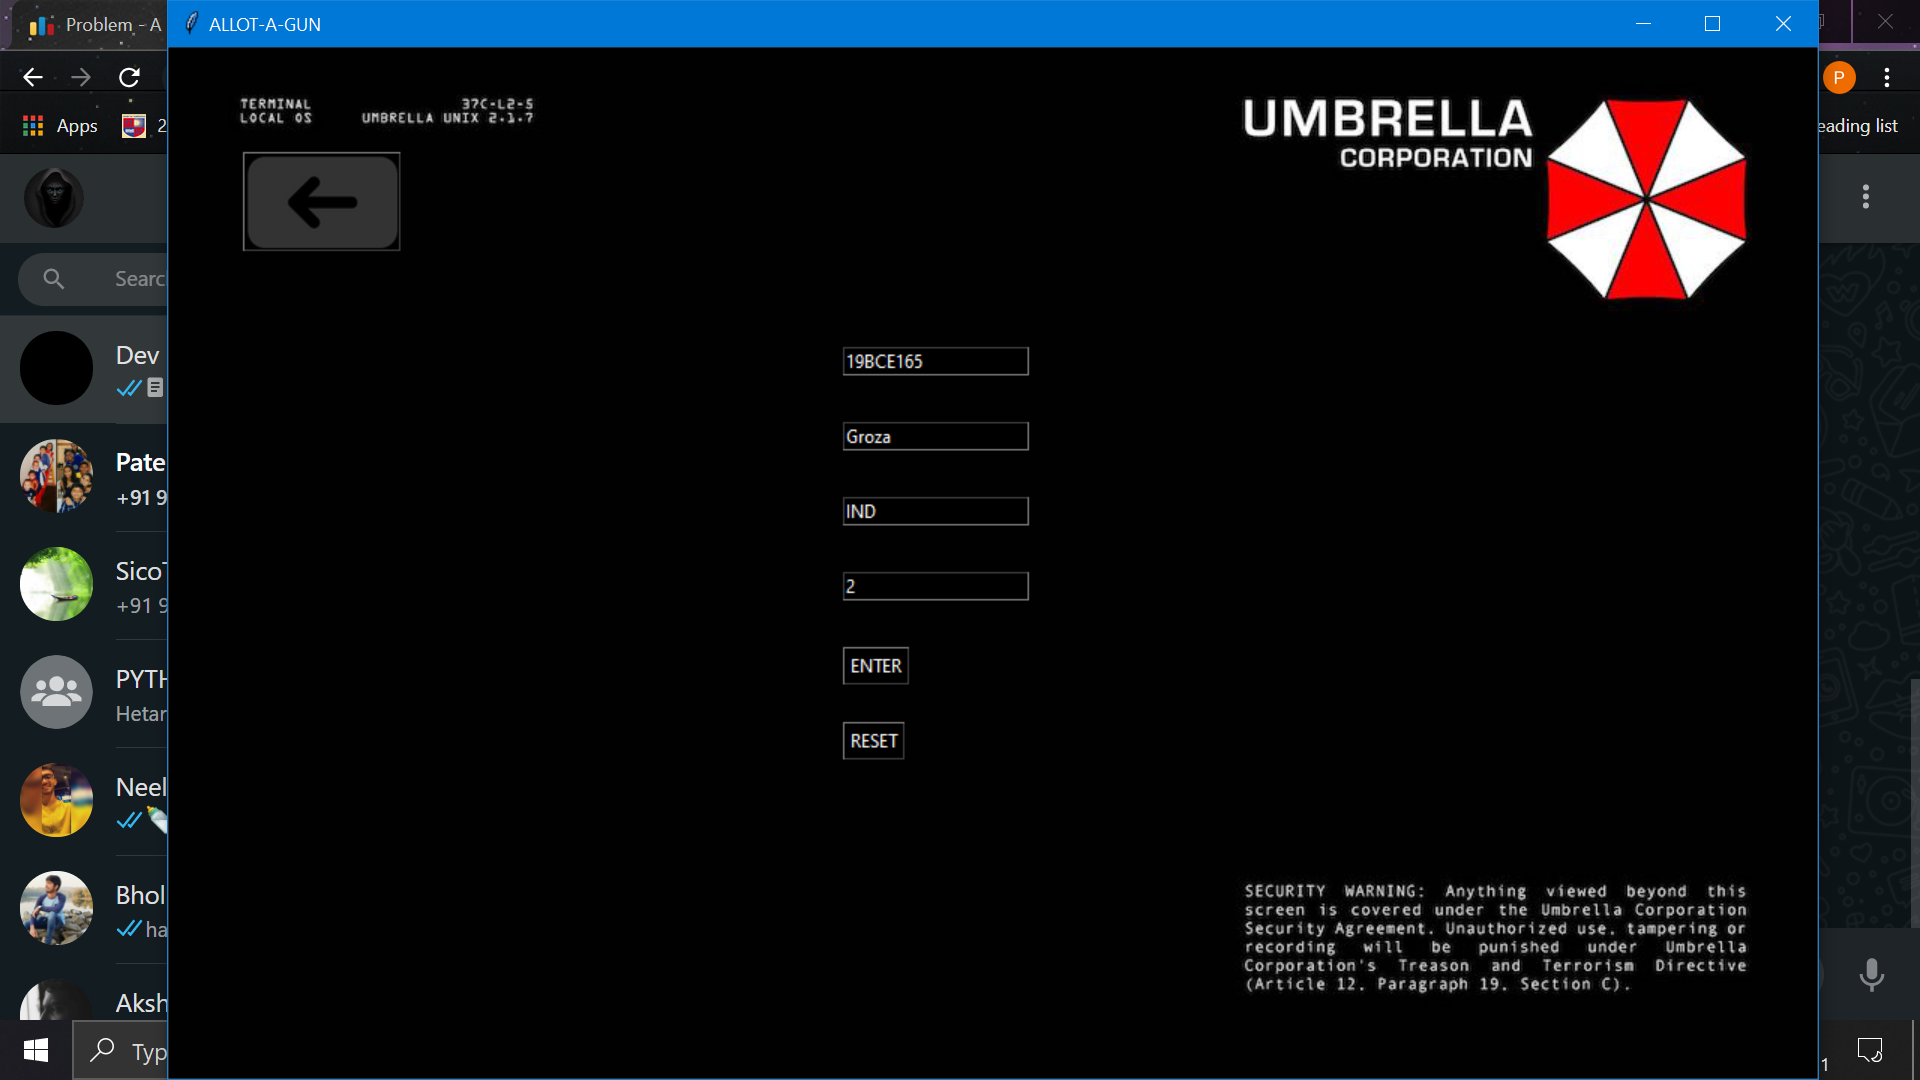 Problem - A
ALLOT-A-GUN
P
Apps
2
eading list
TERMINAL 37C-L2-S
LOCAL OS UMBRELLA UNIX 2.1.7
UMBRELLA
CORPORATION
Searc
Dev
Pate
+91 9
SicoT
+91 9
PYTH
Hetar
Neel
Bhol
ha
Aksh
Typ
19BCE165
Groza
IND
2
ENTER
RESET
SECURITY WARNING: Anything viewed beyond this
screen is covered under the Umbrella Corporation
Security Agreement. Unauthorized use, tampering or
recording will be punished under Umbrella
Corporation's Treason and Terrorism Directive
(Article 12, Paragraph 19, Section C).
1